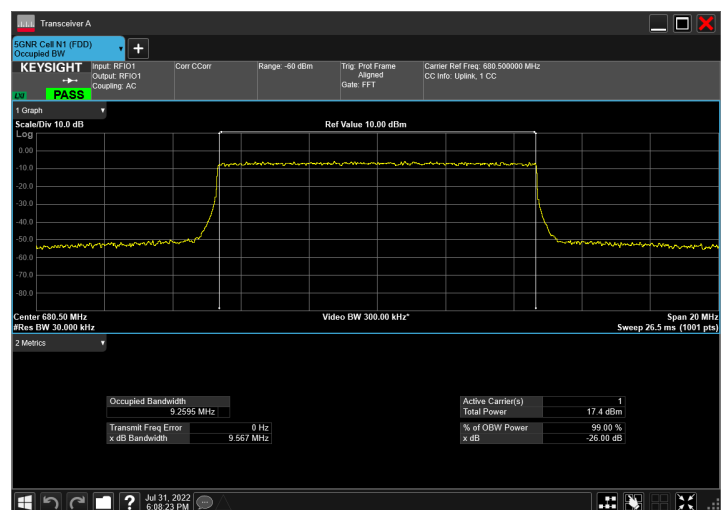 Transceiver A
5GNR Cell N1 (FDD)
Occupied BW
KEYSIGHT
LXI
PASS
Input: RFIO1
Output: RFIO1
Coupling: AC
Corr CCorr
Range: -60 dBm
Trig: Prot Frame
Aligned
Gate: FFT
Carrier Ref Freq: 680.500000 MHz
CC Info: Uplink, 1 CC
1 Graph
Scale/Div 10.0 dB
Ref Value 10.00 dBm
Log
0.00
-10.0
-20.0
-30.0
-40.0
-50.0
-60.0
-70.0
-80.0
Center 680.50 MHz
Video BW 300.00 kHz*
Span 20 MHz
#Res BW 30.000 kHz
Sweep 26.5 ms (1001 pts)
2 Metrics
Occupied Bandwidth
9.2595 MHz
Transmit Freq Error 0 Hz
x dB Bandwidth 9.567 MHz
Active Carrier(s) 1
Total Power 17.4 dBm
% of OBW Power 99.00 %
x dB -26.00 dB
?
Jul 31, 2022
6:08:23 PM